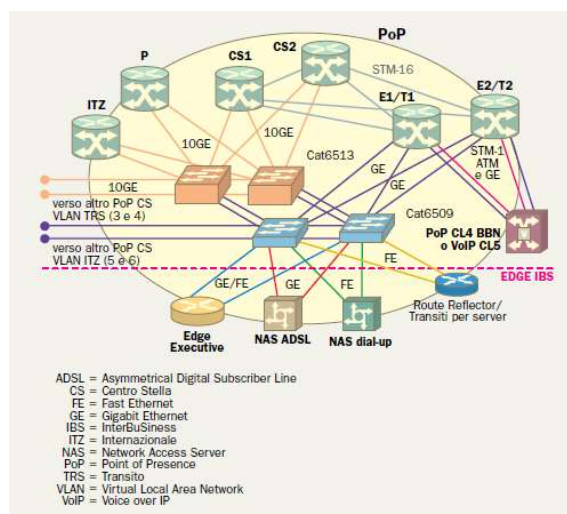 PoP
CS2
CS1
P
STM-16
E2/T2
E1/T1
ITZ
10GE
10GE
STM-1
ATM
e GE
GE
Cat6513
GE
10GE
verso altro PoP CS
VLAN TRS (3 e 4)
Cat6509
PoP CL4 BBN
o VoIP CL5
V
verso altro PoP CS
VLAN ITZ (5 e 6)
FE
EDGE IBS
GE/FE
GE
FE
Route Reflector/
Transiti per server
Edge
Executive
NAS ADSL
NAS dial-up
ADSL = Asymmetrical Digital Subscriber Line
CS = Centro Stella
FE = Fast Ethernet
GE = Gigabit Ethernet
IBS = InterBuSiness
ITZ = Internazionale
NAS = Network Access Server
PoP = Point of Presence
TRS = Transito
VLAN = Virtual Local Area Network
VoIP = Voice over IP